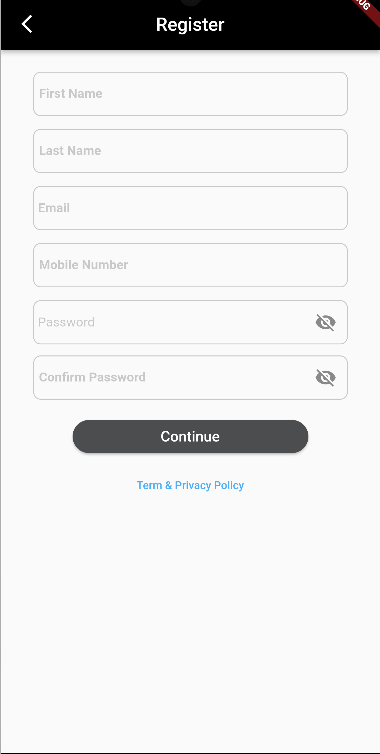 Register
First Name
Last Name
Email
Mobile Number
Password
Confirm Password
Continue
Term & Privacy Policy